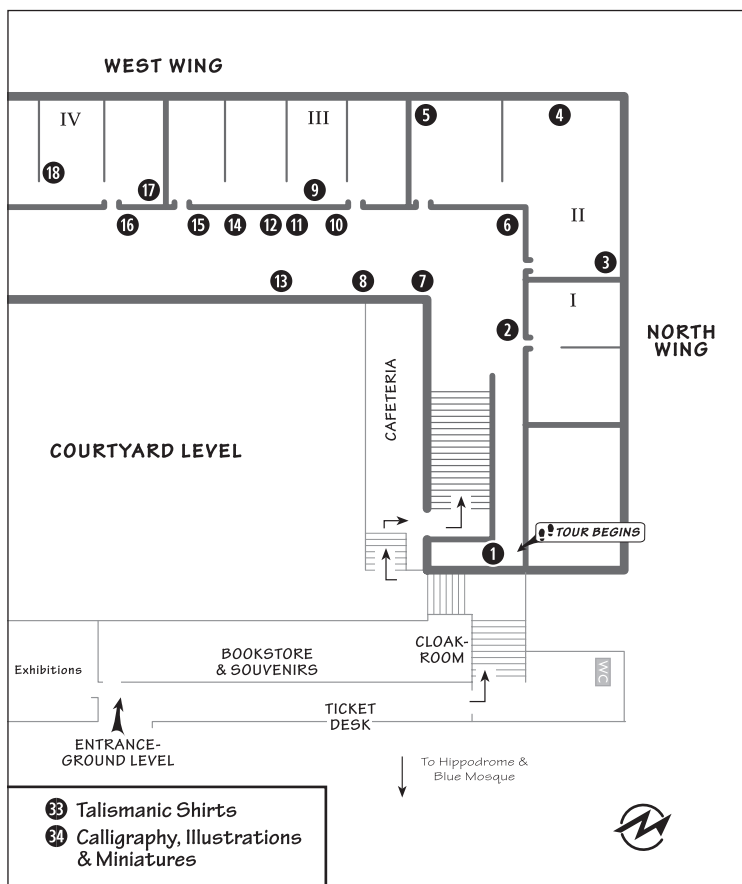 WEST WING
5
4
IV
III
18
17
9
16
15
14
12
11
10
6
II
3
13
8
7
I
2
NORTH
WING
CAFETERIA
COURTYARD LEVEL
TOUR BEGINS
1
CLOAK-
ROOM
BOOKSTORE
& SOUVENIRS
Exhibitions
WC
TICKET
DESK
ENTRANCE-
GROUND LEVEL
To Hippodrome &
Blue Mosque
33 Talismanic Shirts
34 Calligraphy, Illustrations
& Miniatures